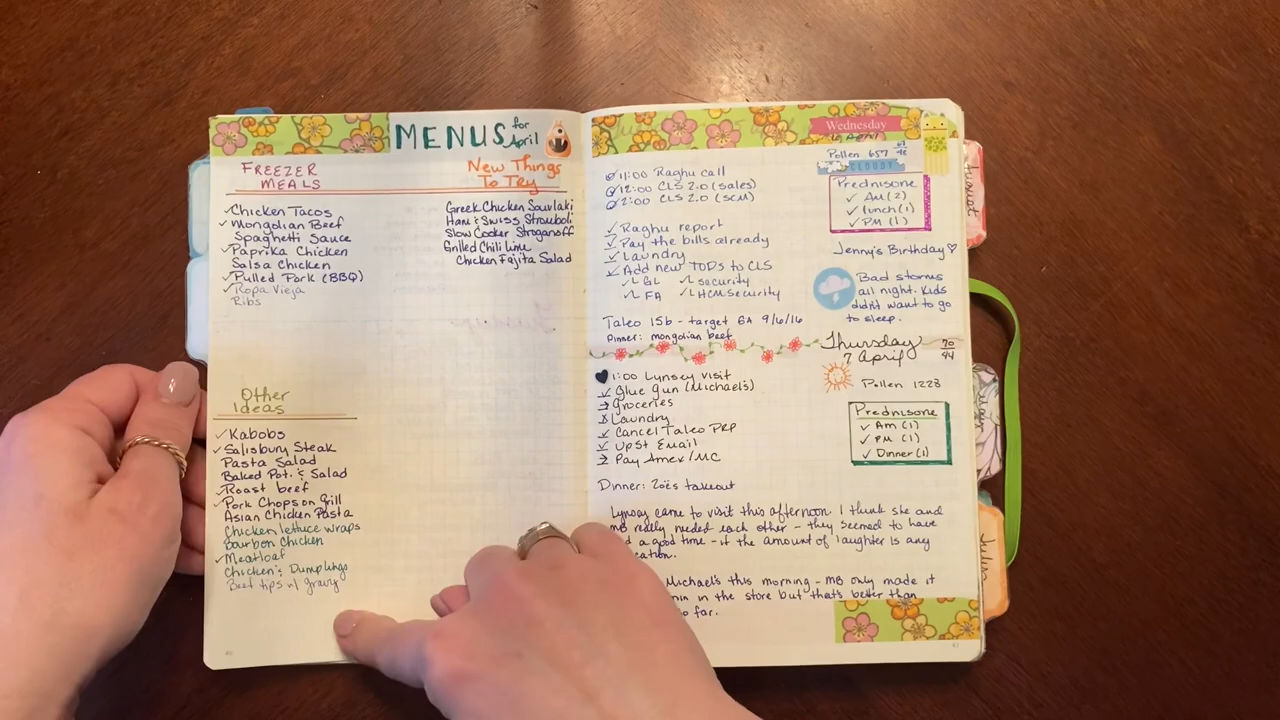 MENUS for April
FREEZER MEALS
✓ Chicken Tacos
✓ Mongolian Beef
Spaghetti Sauce
✓ Paprika Chicken
Salsa Chicken
✓ Pulled Pork (BBQ)
✓ Ropa Vieja
Ribs
New Things To Try
Greek Chicken Souvlaki
Ham & Swiss Stromboli
Slow Cooker Stroganoff
Grilled Chili Lime
Chicken Fajita Salad
Other Ideas
✓ Kabobs
✓ Salisbury Steak
Pasta Salad
Baked Pot. & Salad
✓ Roast beef
✓ Pork Chops on Grill
Asian Chicken Pasta
Chicken lettuce wraps
Bourbon Chicken
✓ Meatloaf
Chicken & Dumplings
Beef tips w/ gravy
Wednesday
April
Pollen 657
CLOUDY
11:00 Raghu call
12:00 CLS 2.0 (sales)
2:00 CLS 2.0 (SCM)
✓ Raghu report
✓ Pay the bills already
✓ Laundry
✓ Add new TODs to CLS
✓ GL ✓ security
✓ FA ✓ HCM security
Taleo 15b - target GA 9/6/16
Dinner: mongolian beef
Prednisone
✓ AM (2)
✓ lunch (1)
✓ PM (1)
Jenny's Birthday ♡
Bad storms
all night. Kids
didn't want to go
to sleep.
Thursday
7 April
70
44
Pollen 1228
1:00 Lynsey visit
✓ Glue Gun (Michael's)
→ Groceries
x Laundry
✓ Cancel Taleo PRP
✓ UPSt Email
→ Pay Amex/MC
Prednisone
✓ AM (1)
✓ PM (1)
✓ Dinner (1)
Dinner: Zoës takeout
Lynsey came to visit this afternoon. I think she and
MB really needed each other - they seemed to have
a good time - if the amount of laughter is any
Michael's this morning - MB only made it
in the store but that's better than
so far.